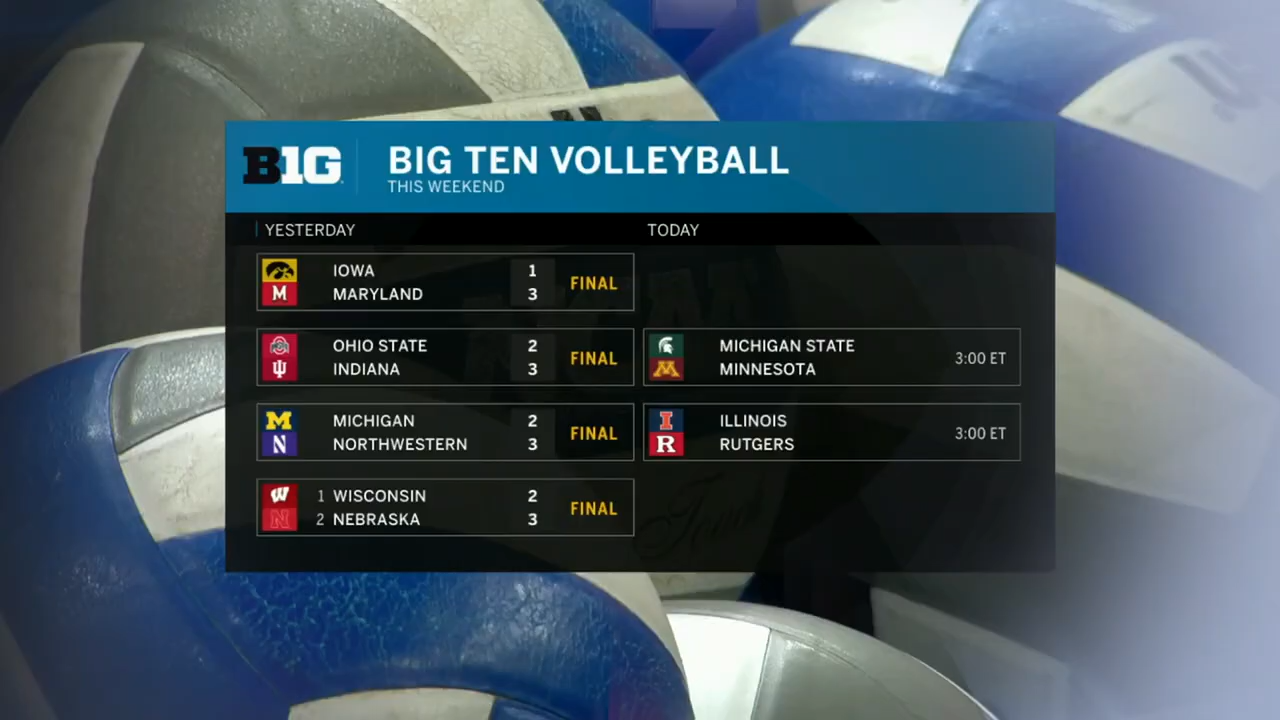 B1G
BIG TEN VOLLEYBALL
THIS WEEKEND
YESTERDAY
TODAY
IOWA 1
MARYLAND 3
FINAL
OHIO STATE 2
INDIANA 3
FINAL
MICHIGAN STATE
MINNESOTA
3:00 ET
MICHIGAN 2
NORTHWESTERN 3
FINAL
ILLINOIS
RUTGERS
3:00 ET
1 WISCONSIN 2
2 NEBRASKA 3
FINAL